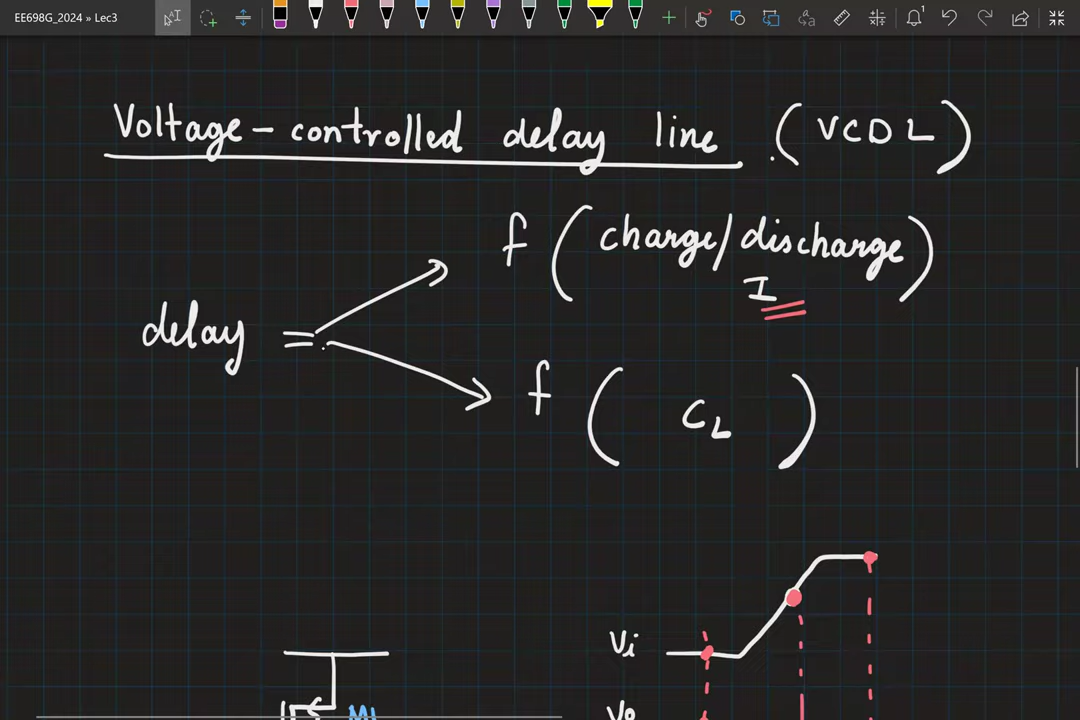 EE698G_2024 » Lec3
Voltage-controlled delay line (VCDL)
f (charge/discharge)
I
delay =
f ( CL )
Vi
M1
Vo